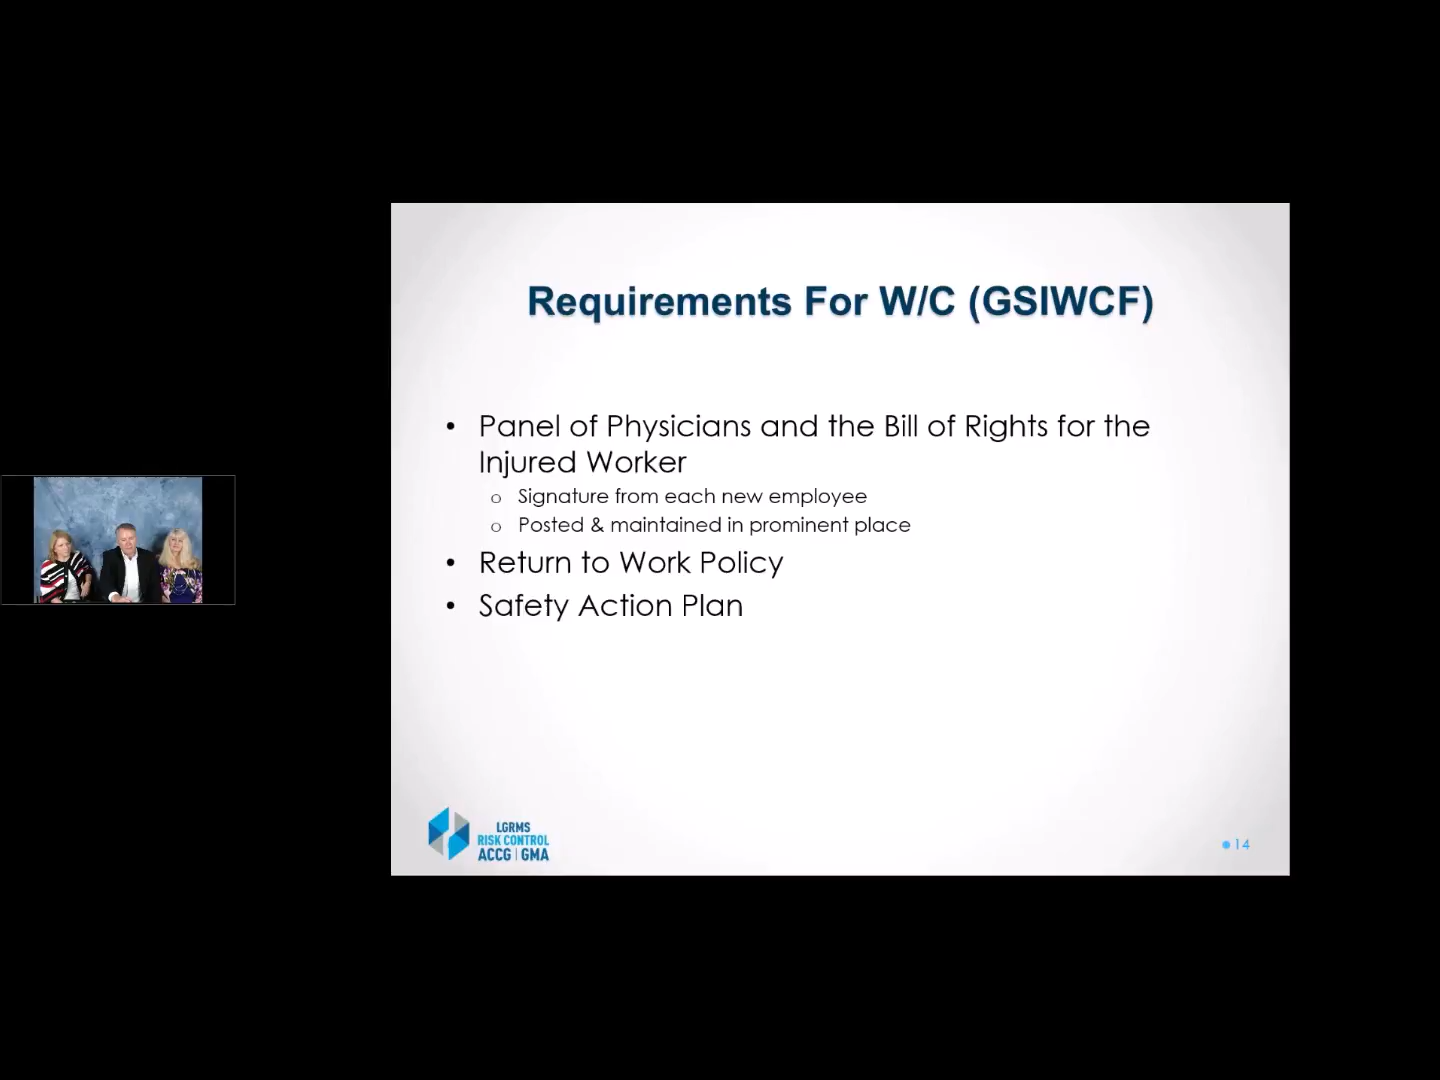 Requirements For W/C (GSIWCF)
• Panel of Physicians and the Bill of Rights for the
Injured Worker
o Signature from each new employee
o Posted & maintained in prominent place
• Return to Work Policy
• Safety Action Plan
LGRMS
RISK CONTROL
ACCG | GMA
• 14